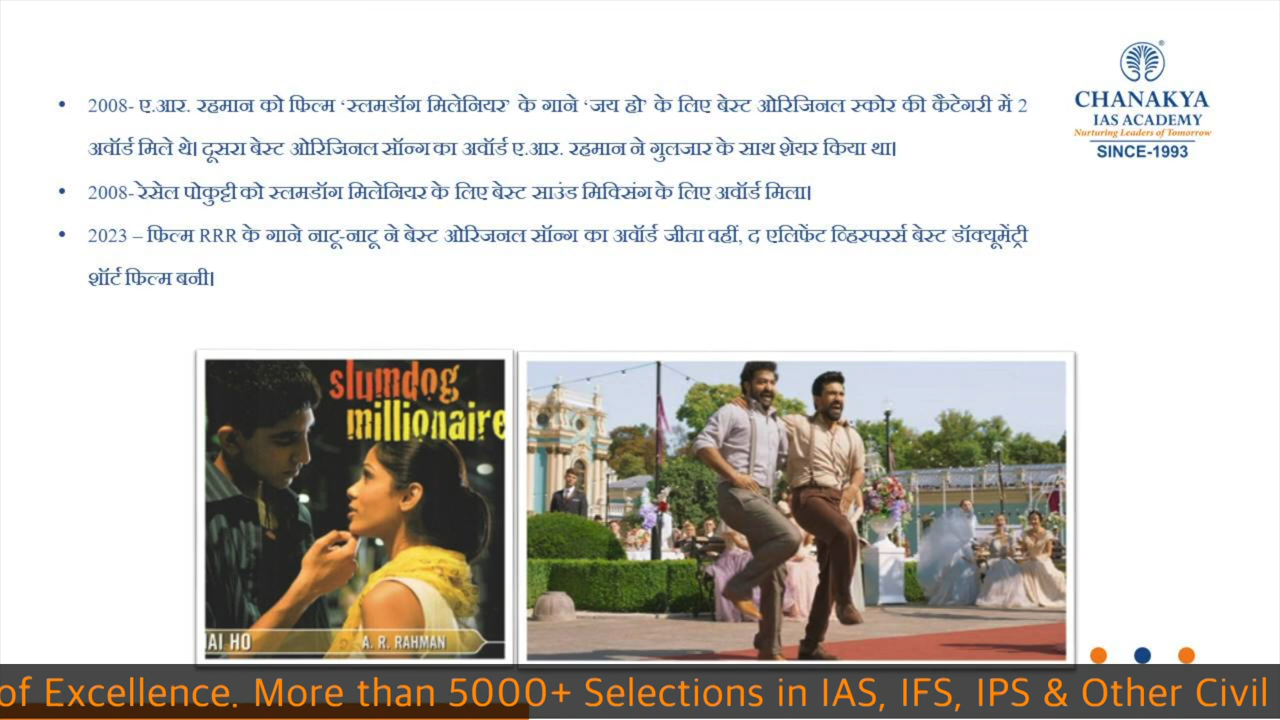 • 2008- ए.आर. रहमान को फिल्म ‘स्लमडॉग मिलेनियर’ के गाने ‘जय हो’ के लिए बेस्ट ओरिजिनल स्कोर की कैटेगरी में 2
अवॉर्ड मिले थे। दूसरा बेस्ट ओरिजिनल सॉन्ग का अवॉर्ड ए.आर. रहमान ने गुलजार के साथ शेयर किया था।
• 2008- रेसेल पोकुट्टी को स्लमडॉग मिलेनियर के लिए बेस्ट साउंड मिक्सिंग के लिए अवॉर्ड मिला।
• 2023 – फिल्म RRR के गाने नाटू-नाटू ने बेस्ट ओरिजनल सॉन्ग का अवॉर्ड जीता वहीं, द एलिफेंट व्हिस्परर्स बेस्ट डॉक्यूमेंट्री
शॉर्ट फिल्म बनी।
CHANAKYA
IAS ACADEMY
Nurturing Leaders of Tomorrow
SINCE-1993
slumdog
millionaire
JAI HO
A. R. RAHMAN
of Excellence. More than 5000+ Selections in IAS, IFS, IPS & Other Civil